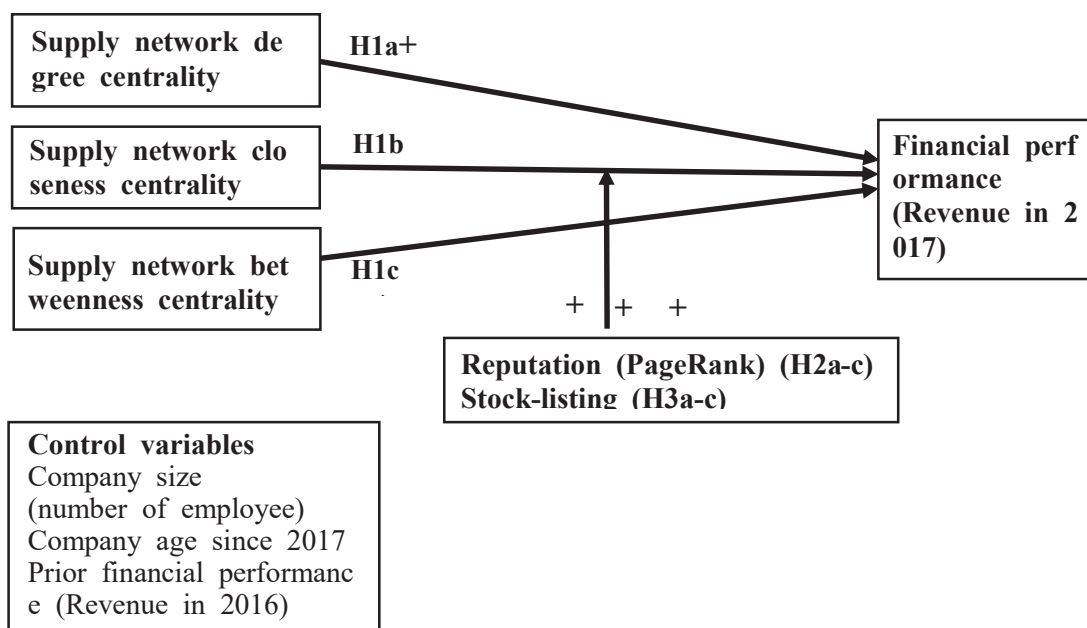 Supply network de
gree centrality
H1a+
Supply network clo
seness centrality
H1b
Supply network bet
weenness centrality
H1c
Financial perf
ormance
(Revenue in 2
017)
+ + +
Reputation (PageRank) (H2a-c)
Stock-listing (H3a-c)
Control variables
Company size
(number of employee)
Company age since 2017
Prior financial performanc
e (Revenue in 2016)